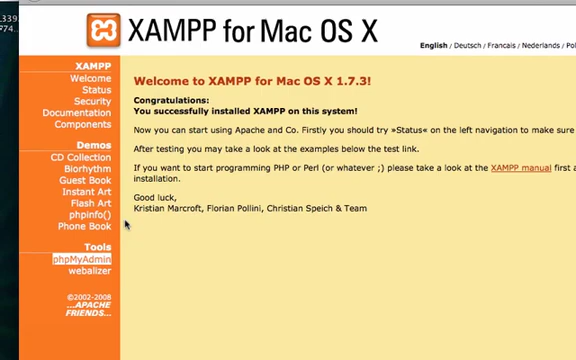 1339.
F74..
XAMPP for Mac OS X
English / Deutsch / Francais / Nederlands / Pol
XAMPP
Welcome
Status
Security
Documentation
Components
Demos
CD Collection
Biorhythm
Guest Book
Instant Art
Flash Art
phpinfo()
Phone Book
Tools
phpMyAdmin
webalizer
©2002-2008
...APACHE
FRIENDS...
Welcome to XAMPP for Mac OS X 1.7.3!
Congratulations:
You successfully installed XAMPP on this system!
Now you can start using Apache and Co. Firstly you should try »Status« on the left navigation to make sure
After testing you may take a look at the examples below the test link.
If you want to start programming PHP or Perl (or whatever ;) please take a look at the XAMPP manual first a
installation.
Good luck,
Kristian Marcroft, Florian Pollini, Christian Speich & Team